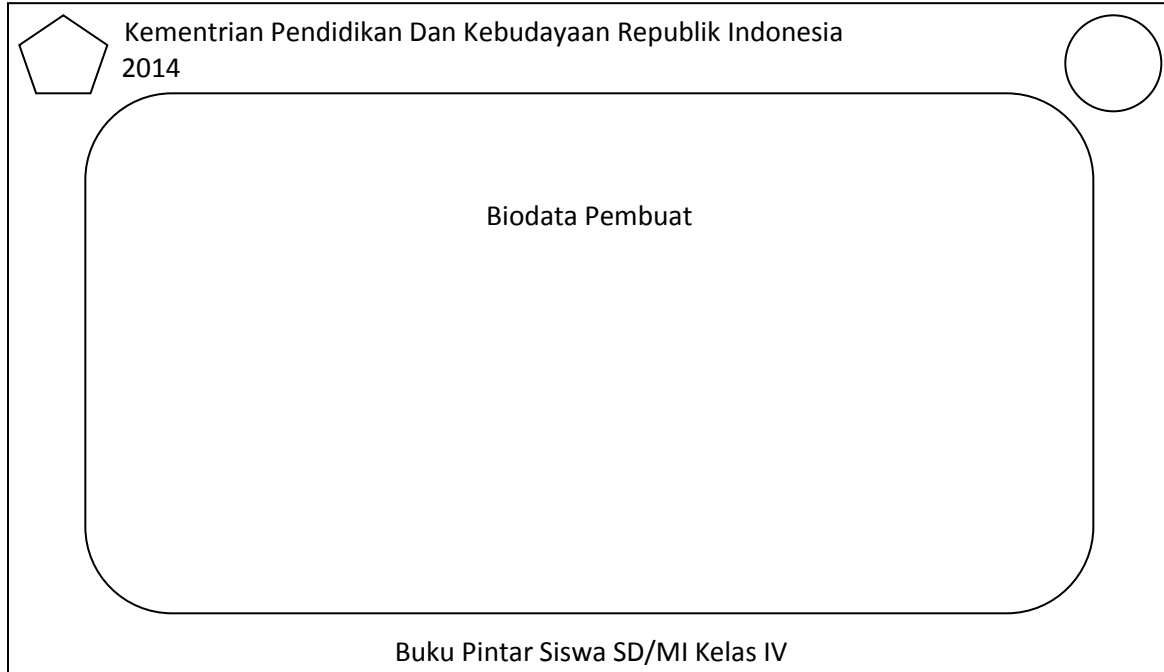 Kementrian Pendidikan Dan Kebudayaan Republik Indonesia
2014
Biodata Pembuat
Buku Pintar Siswa SD/MI Kelas IV